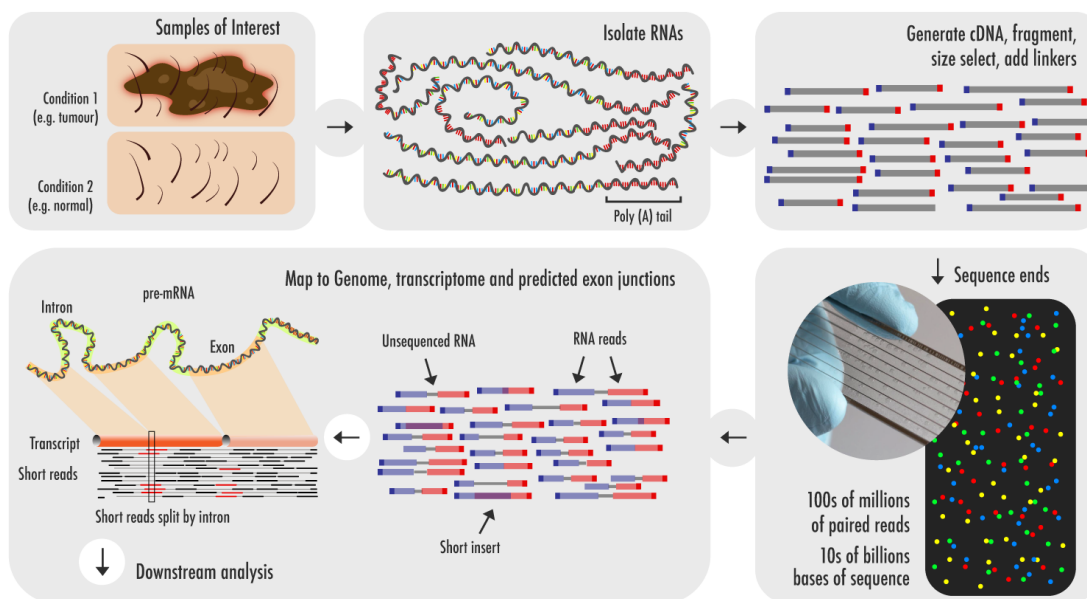 Samples of Interest
Condition 1
(e.g. tumour)
Condition 2
(e.g. normal)
Isolate RNAs
Poly (A) tail
Generate cDNA, fragment,
size select, add linkers
Sequence ends
100s of millions
of paired reads
10s of billions
bases of sequence
Map to Genome, transcriptome and predicted exon junctions
Unsequenced RNA
RNA reads
Short insert
pre-mRNA
Intron
Exon
Transcript
Short reads
Short reads split by intron
Downstream analysis